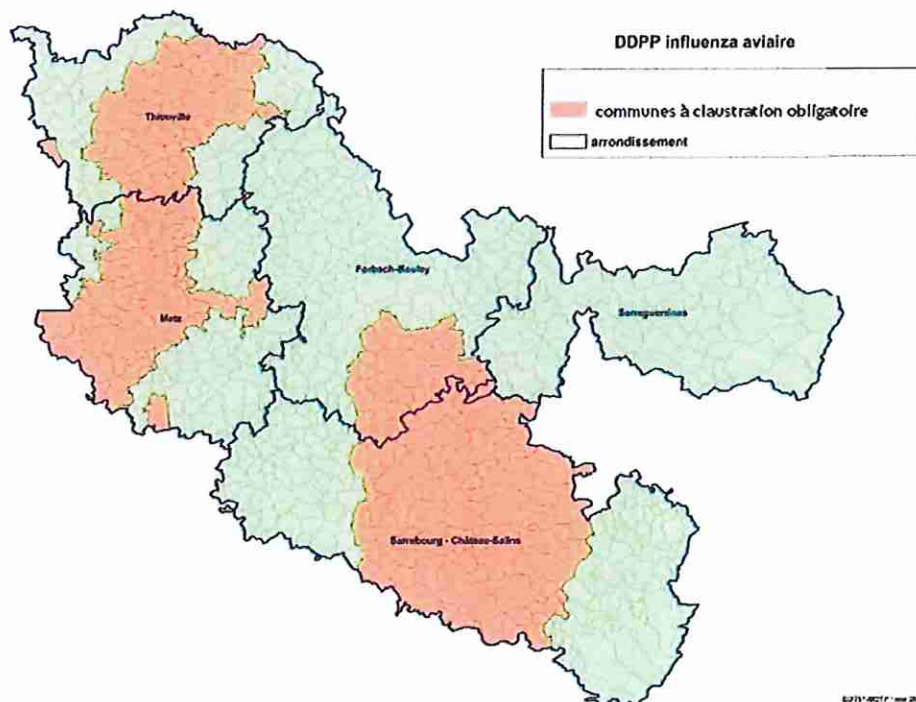 DDPP influenza aviaire
communes à claustration obligatoire
arrondissement
Thionville
Forbach-Boulay
Metz
Sarreguemines
Sarrebourg - Château-Salins